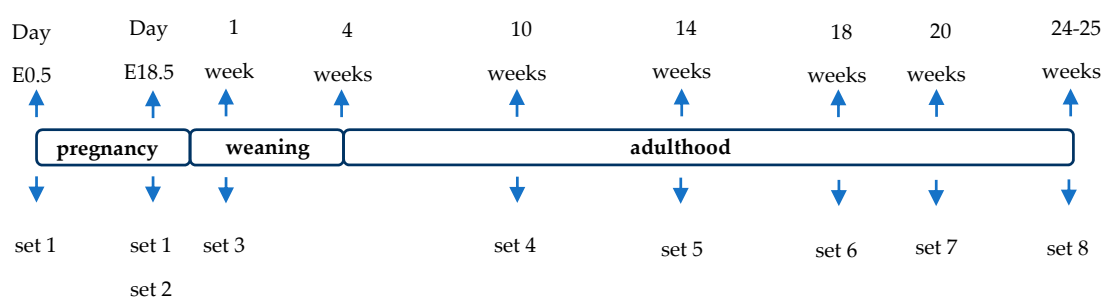 Day Day 1 4 10 14 18 20 24-25
E0.5 E18.5 week weeks weeks weeks weeks weeks weeks
pregnancy weaning adulthood
set 1 set 1 set 3 set 4 set 5 set 6 set 7 set 8
set 2